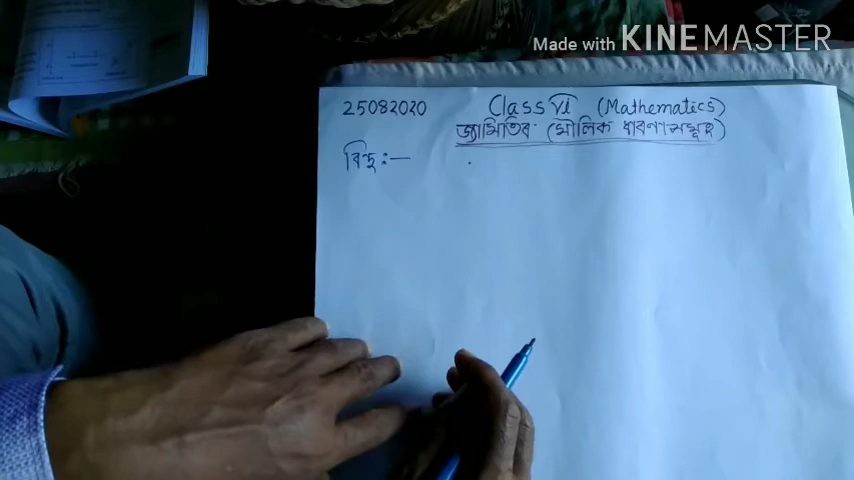 Made with KINEMASTER
25082020 Class VI (Mathematics)
জ্যামিতিৰ (মৌলিক ধাৰণাসমূহ)
বিন্দু :—